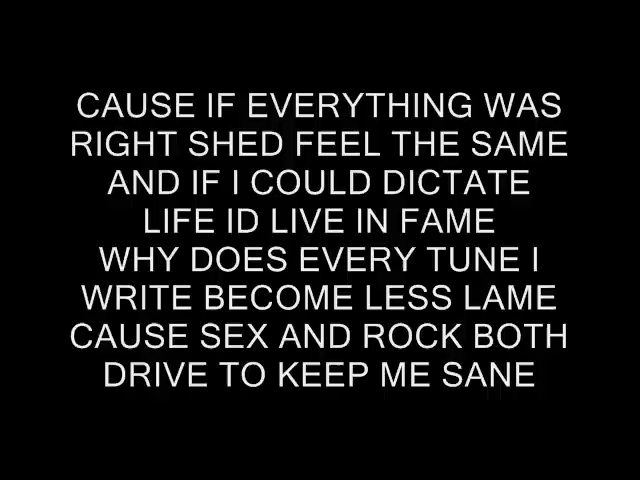 CAUSE IF EVERYTHING WAS
RIGHT SHED FEEL THE SAME
AND IF I COULD DICTATE
LIFE ID LIVE IN FAME
WHY DOES EVERY TUNE I
WRITE BECOME LESS LAME
CAUSE SEX AND ROCK BOTH
DRIVE TO KEEP ME SANE